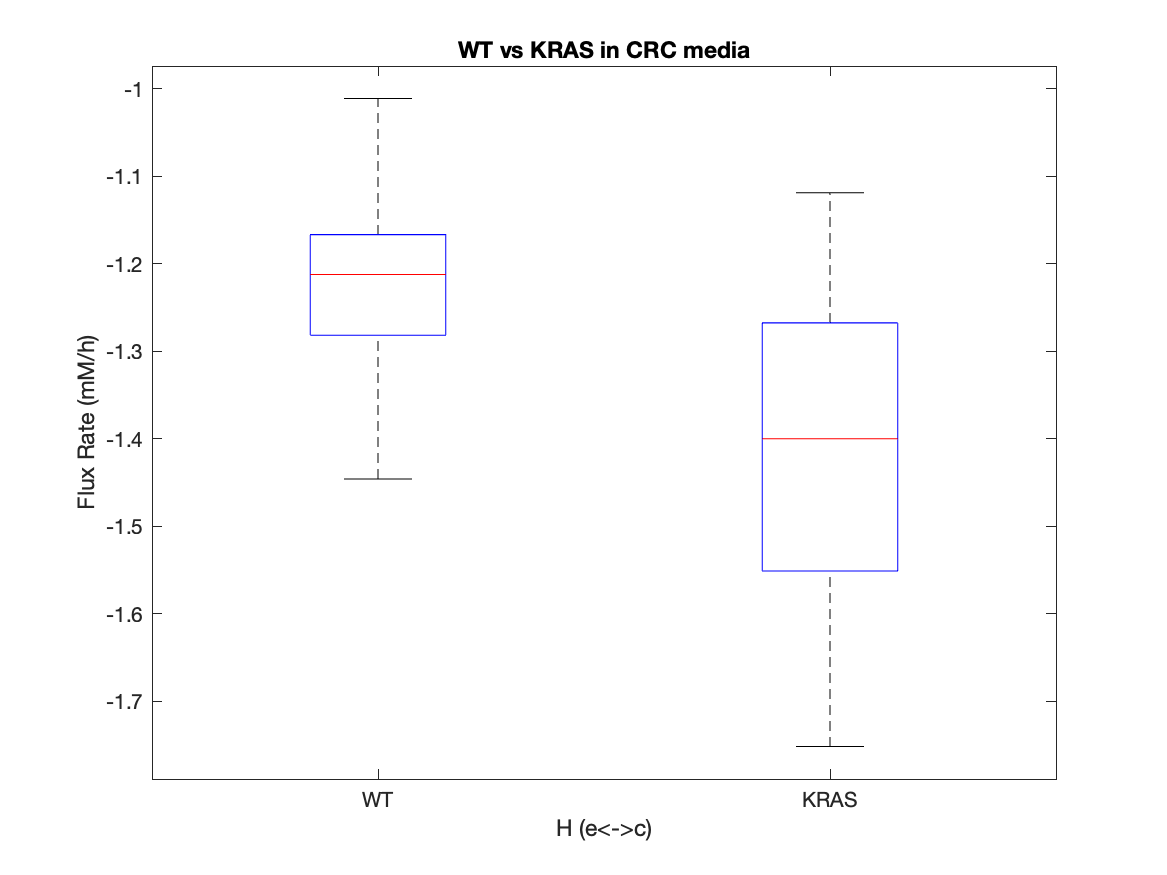 WT vs KRAS in CRC media
Flux Rate (mM/h)
-1
-1.1
-1.2
-1.3
-1.4
-1.5
-1.6
-1.7
WT
KRAS
H (e<->c)